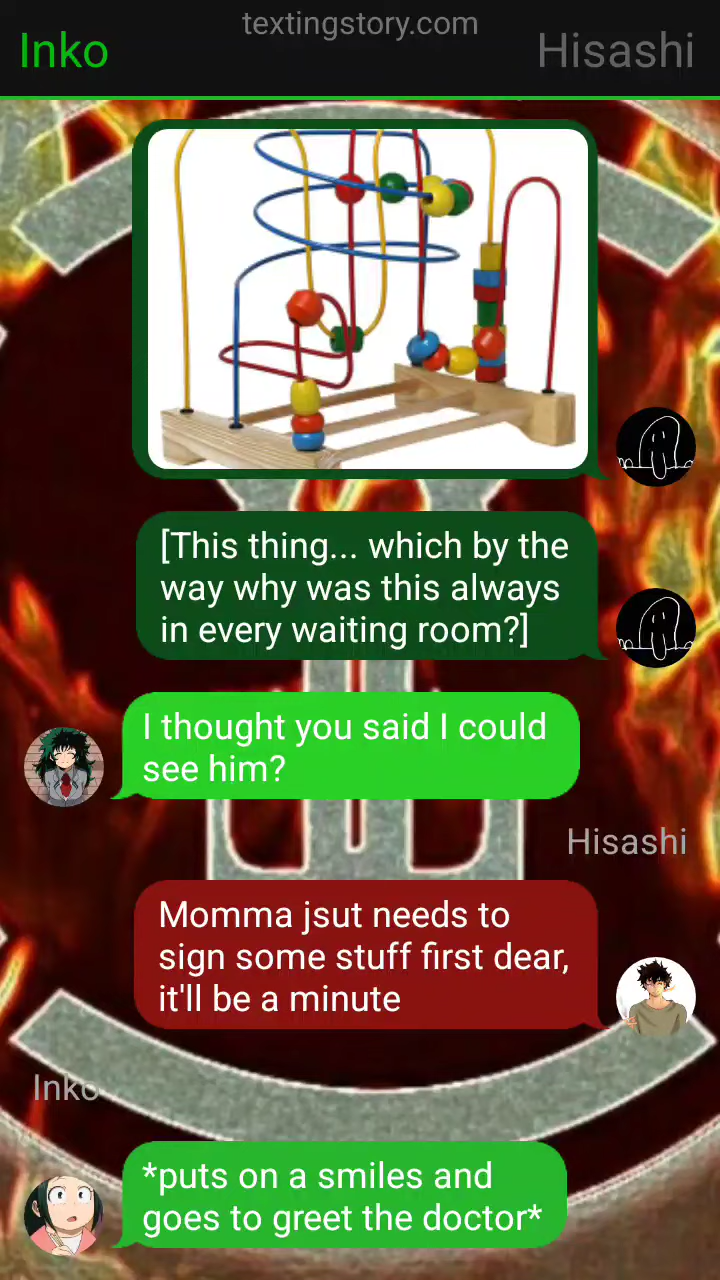 textingstory.com
Inko
Hisashi
[This thing... which by the
way why was this always
in every waiting room?]
I thought you said I could
see him?
Hisashi
Momma jsut needs to
sign some stuff first dear,
it'll be a minute
Inko
*puts on a smiles and
goes to greet the doctor*